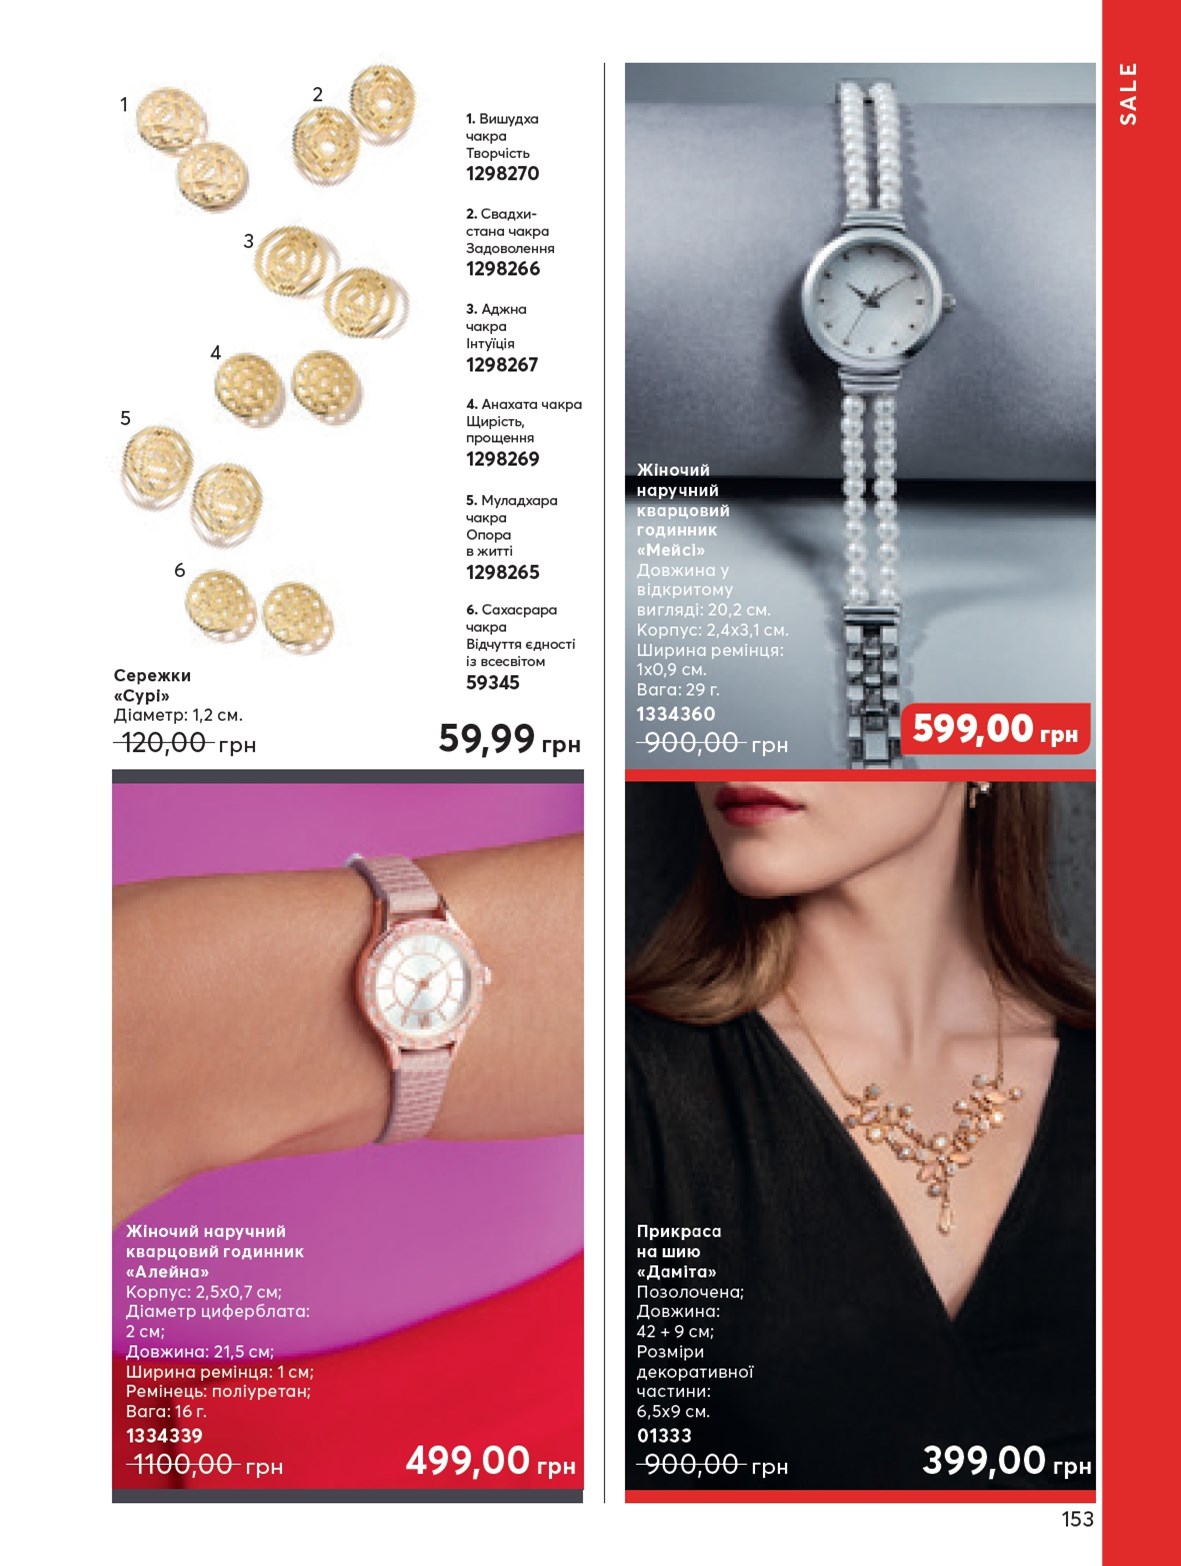 SALE
1
2
3
4
5
6
1. Вишудха
чакра
Творчість
1298270
2. Свадхи-
стана чакра
Задоволення
1298266
3. Аджна
чакра
Інтуїція
1298267
4. Анахата чакра
Щирість,
прощення
1298269
5. Муладхара
чакра
Опора
в житті
1298265
6. Сахасрара
чакра
Відчуття єдності
із всесвітом
59345
Сережки
«Сурі»
Діаметр: 1,2 см.
120,00 грн
59,99 грн
Жіночий
наручний
кварцовий
годинник
«Мейсі»
Довжина у
відкритому
вигляді: 20,2 см.
Корпус: 2,4х3,1 см.
Ширина ремінця:
1х0,9 см.
Вага: 29 г.
1334360
900,00 грн
599,00 грн
Жіночий наручний
кварцовий годинник
«Алейна»
Корпус: 2,5х0,7 см;
Діаметр циферблата:
2 см;
Довжина: 21,5 см;
Ширина ремінця: 1 см;
Ремінець: поліуретан;
Вага: 16 г.
1334339
1100,00 грн
499,00 грн
Прикраса
на шию
«Даміта»
Позолочена;
Довжина:
42 + 9 см;
Розміри
декоративної
частини:
6,5х9 см.
01333
900,00 грн
399,00 грн
153